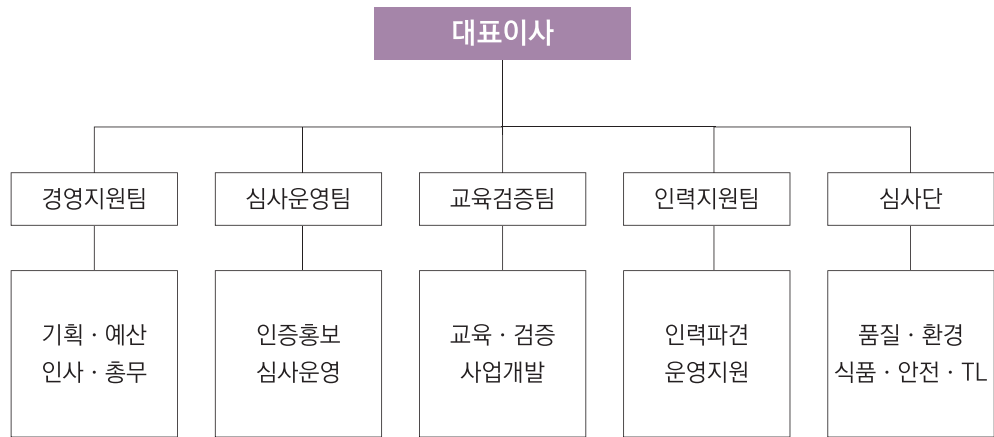 대표이사
경영지원팀
심사운영팀
교육검증팀
인력지원팀
심사단
기획 · 예산
인사 · 총무
인증홍보
심사운영
교육 · 검증
사업개발
인력파견
운영지원
품질 · 환경
식품 · 안전 · TL